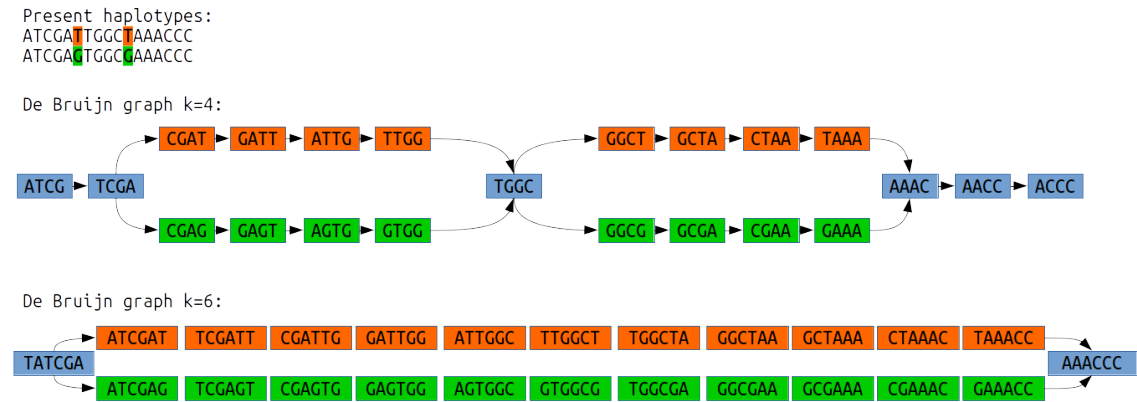 Present haplotypes:
ATCGATTGGCTAAACCC
ATCGAGTGGCGAAACCC
De Bruijn graph k=4:
CGAT GATT ATTG TTGG GGCT GCTA CTAA TAAA
ATCG TCGA TGGC AAAC AACC ACCC
CGAG GAGT AGTG GTGG GGCG GCGA CGAA GAAA
De Bruijn graph k=6:
ATCGAT TCGATT CGATTG GATTGG ATTGGC TTGGCT TGGCTA GGCTAA GCTAAA CTAAAC TAAACC
TATCGA AAACCC
ATCGAG TCGAGT CGAGTG GAGTGG AGTGGC GTGGCG TGGCGA GGCGAA GCGAAA CGAAAC GAAACC